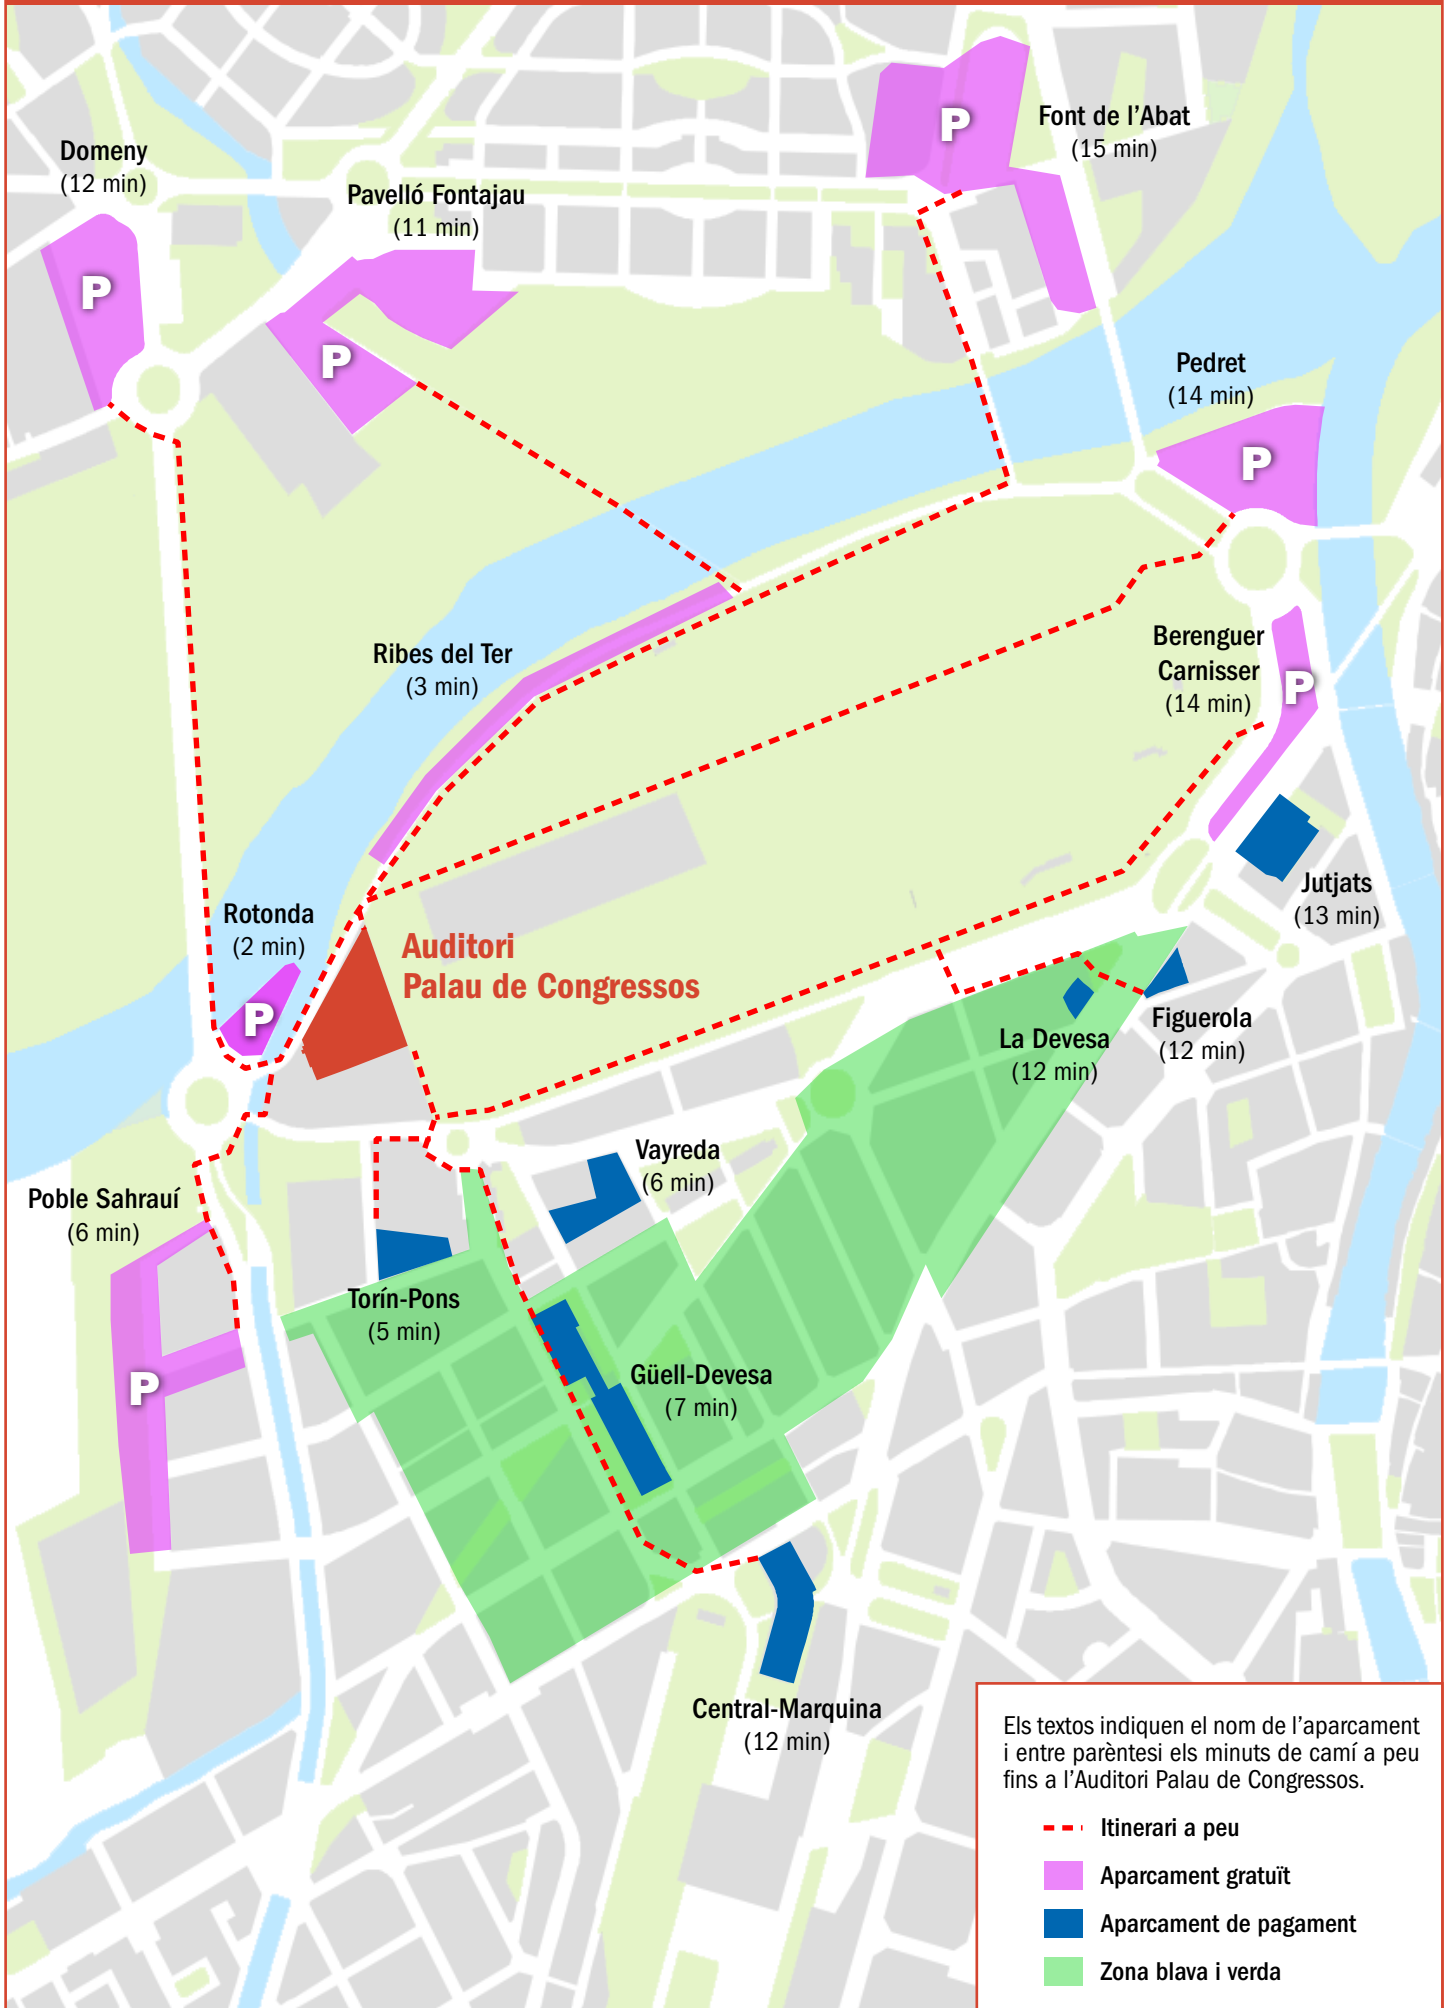 Font de l'Abat
(15 min)
Domeny
(12 min)
Pavelló Fontajau
(11 min)
P
P
P
Pedret
(14 min)
P
Ribes del Ter
(3 min)
Berenguer
Carnisser
(14 min)
P
Jutjats
(13 min)
Rotonda
(2 min)
P
Auditori
Palau de Congressos
La Devesa
(12 min)
Figuerola
(12 min)
Vayreda
(6 min)
Poble Sahrauí
(6 min)
P
Torín-Pons
(5 min)
Güell-Devesa
(7 min)
Central-Marquina
(12 min)
Els textos indiquen el nom de l'aparcament
i entre parèntesi els minuts de camí a peu
fins a l'Auditori Palau de Congressos.
Itinerari a peu
Aparcament gratuït
Aparcament de pagament
Zona blava i verda